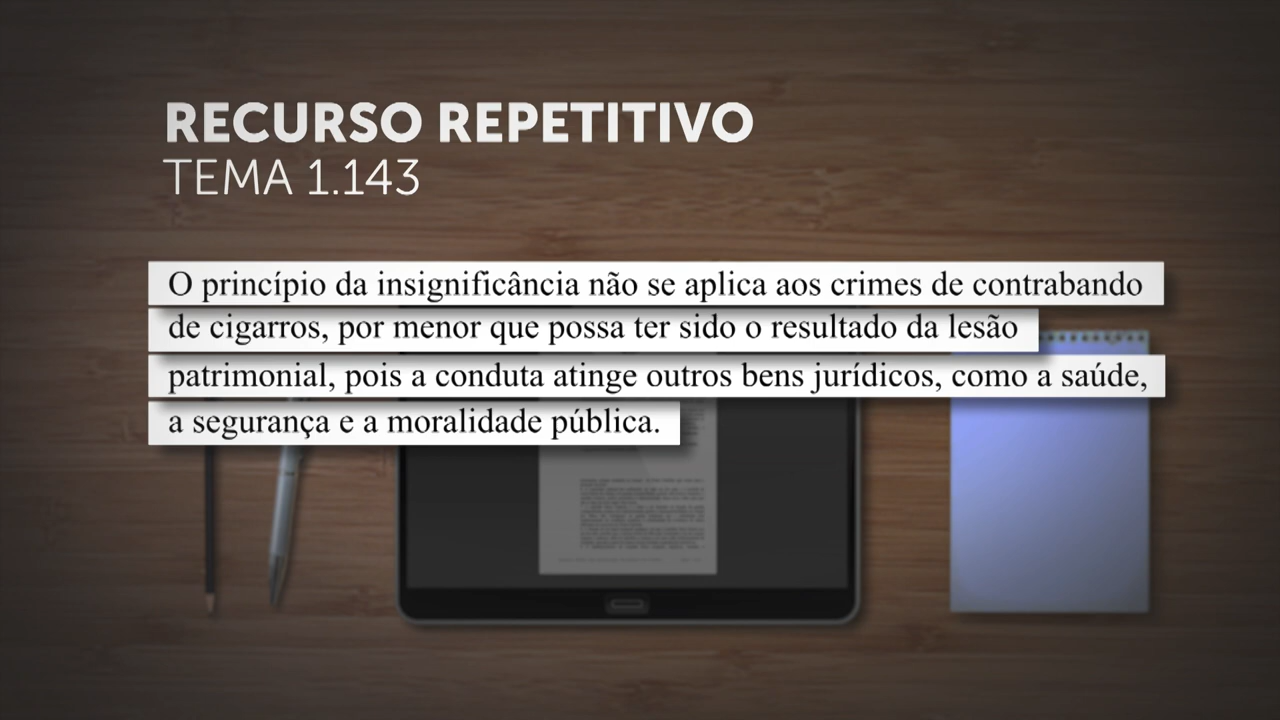 RECURSO REPETITIVO
TEMA 1.143
O princípio da insignificância não se aplica aos crimes de contrabando
de cigarros, por menor que possa ter sido o resultado da lesão
patrimonial, pois a conduta atinge outros bens jurídicos, como a saúde,
a segurança e a moralidade pública.